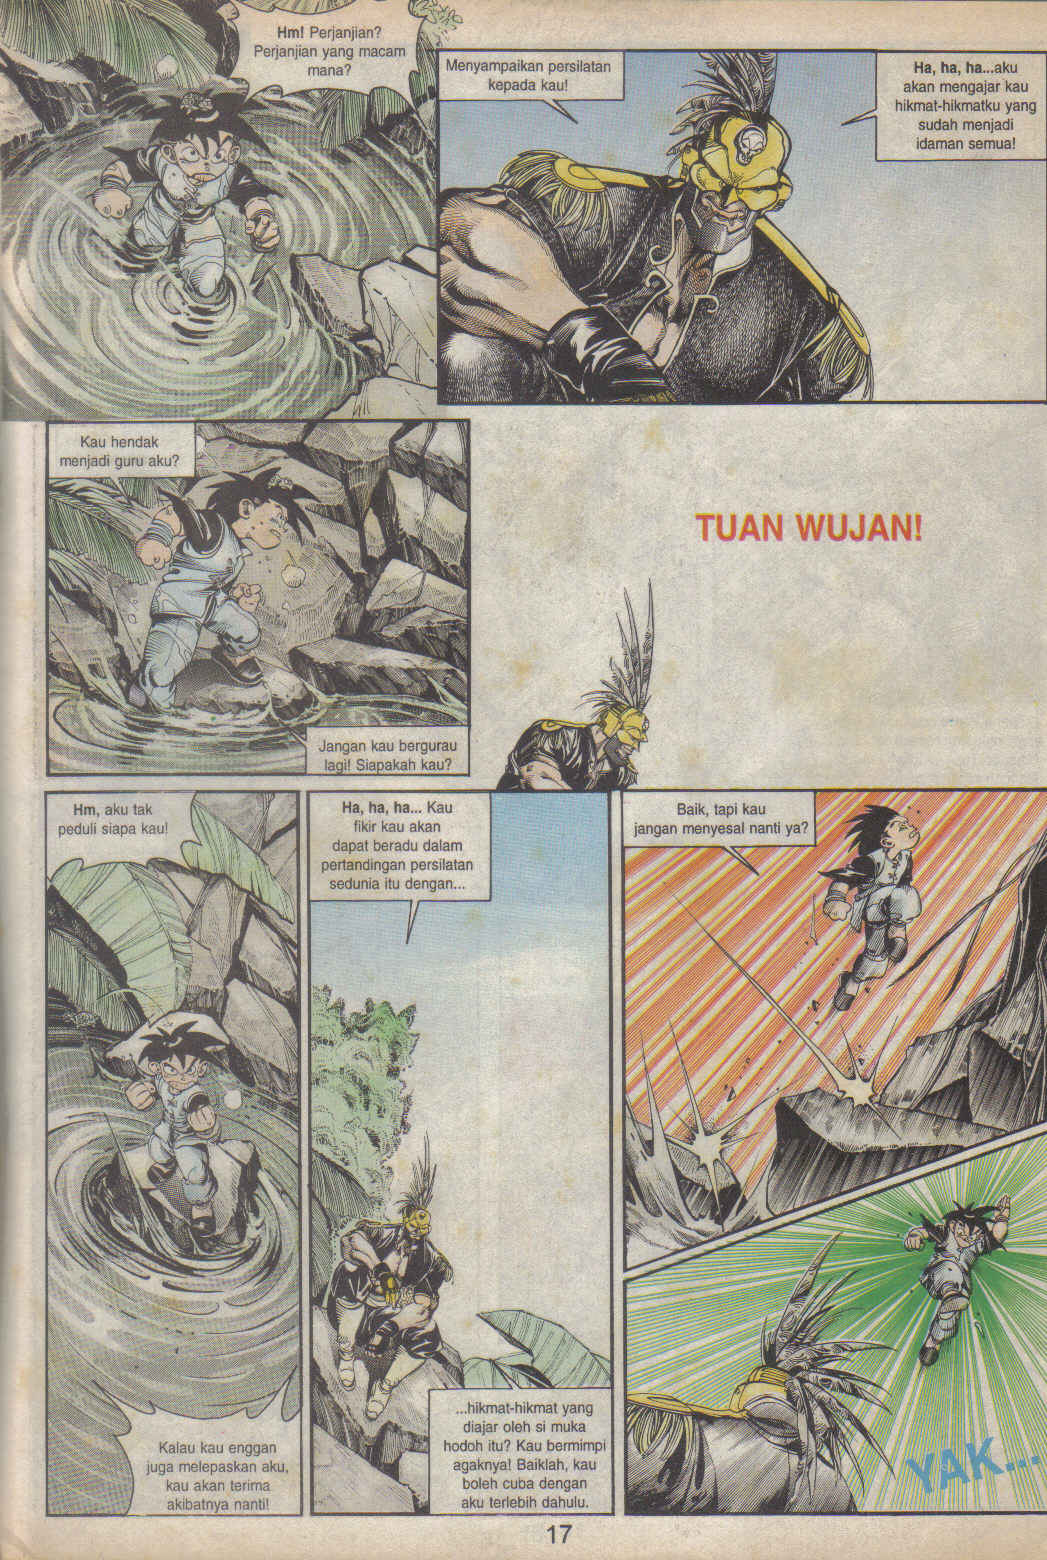 Hm! Perjanjian?
Perjanjian yang macam
mana?
Menyampaikan persilatan
kepada kau!
Ha, ha, ha...aku
akan mengajar kau
hikmat-hikmatku yang
sudah menjadi
idaman semua!
Kau hendak
menjadi guru aku?
Jangan kau bergurau
lagi! Siapakah kau?
TUAN WUJAN!
Hm, aku tak
peduli siapa kau!
Kalau kau enggan
juga melepaskan aku,
kau akan terima
akibatnya nanti!
Ha, ha, ha... Kau
fikir kau akan
dapat beradu dalam
pertandingan persilatan
sedunia itu dengan...
...hikmat-hikmat yang
diajar oleh si muka
hodoh itu? Kau bermimpi
agaknya! Baiklah, kau
boleh cuba dengan
aku terlebih dahulu.
Baik, tapi kau
jangan menyesal nanti ya?
YAK...
17